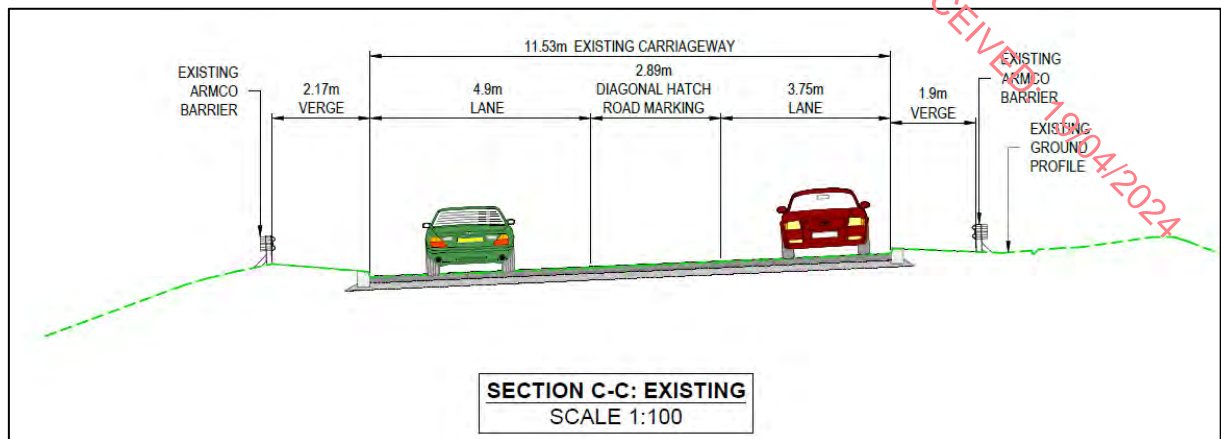 11.53m EXISTING CARRIAGEWAY
EXISTING
ARMCO
BARRIER
2.17m
VERGE
4.9m
LANE
2.89m
DIAGONAL HATCH
ROAD MARKING
3.75m
LANE
1.9m
VERGE
EXISTING
ARMCO
BARRIER
EXISTING
GROUND
PROFILE
CEIVED: 19/04/2024
SECTION C-C: EXISTING
SCALE 1:100